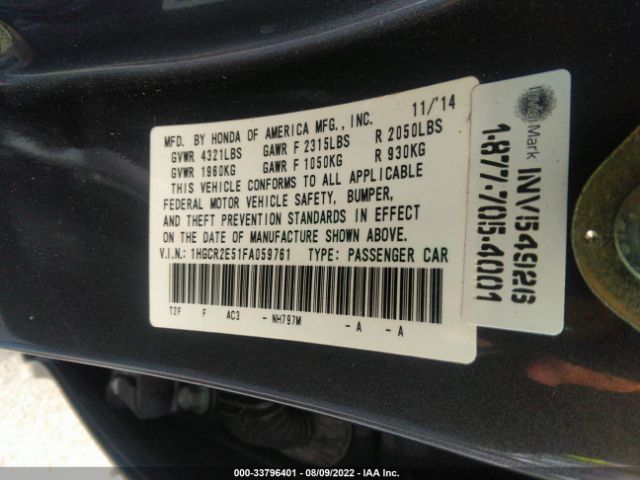 MFD. BY HONDA OF AMERICA MFG., INC. 11/'14
GVWR 4321LBS GAWR F 2315LBS R 2050LBS
GVWR 1960KG GAWR F 1050KG R 930KG
THIS VEHICLE CONFORMS TO ALL APPLICABLE
FEDERAL MOTOR VEHICLE SAFETY, BUMPER,
AND THEFT PREVENTION STANDARDS IN EFFECT
ON THE DATE OF MANUFACTURE SHOWN ABOVE.
V.I.N.: 1HGCR2E51FA059761 TYPE: PASSENGER CAR
T2F F AC3 - NH797M - A - A
Mark INV54926
1-877-705-4001
000-33796401 - 08/09/2022 - IAA Inc.